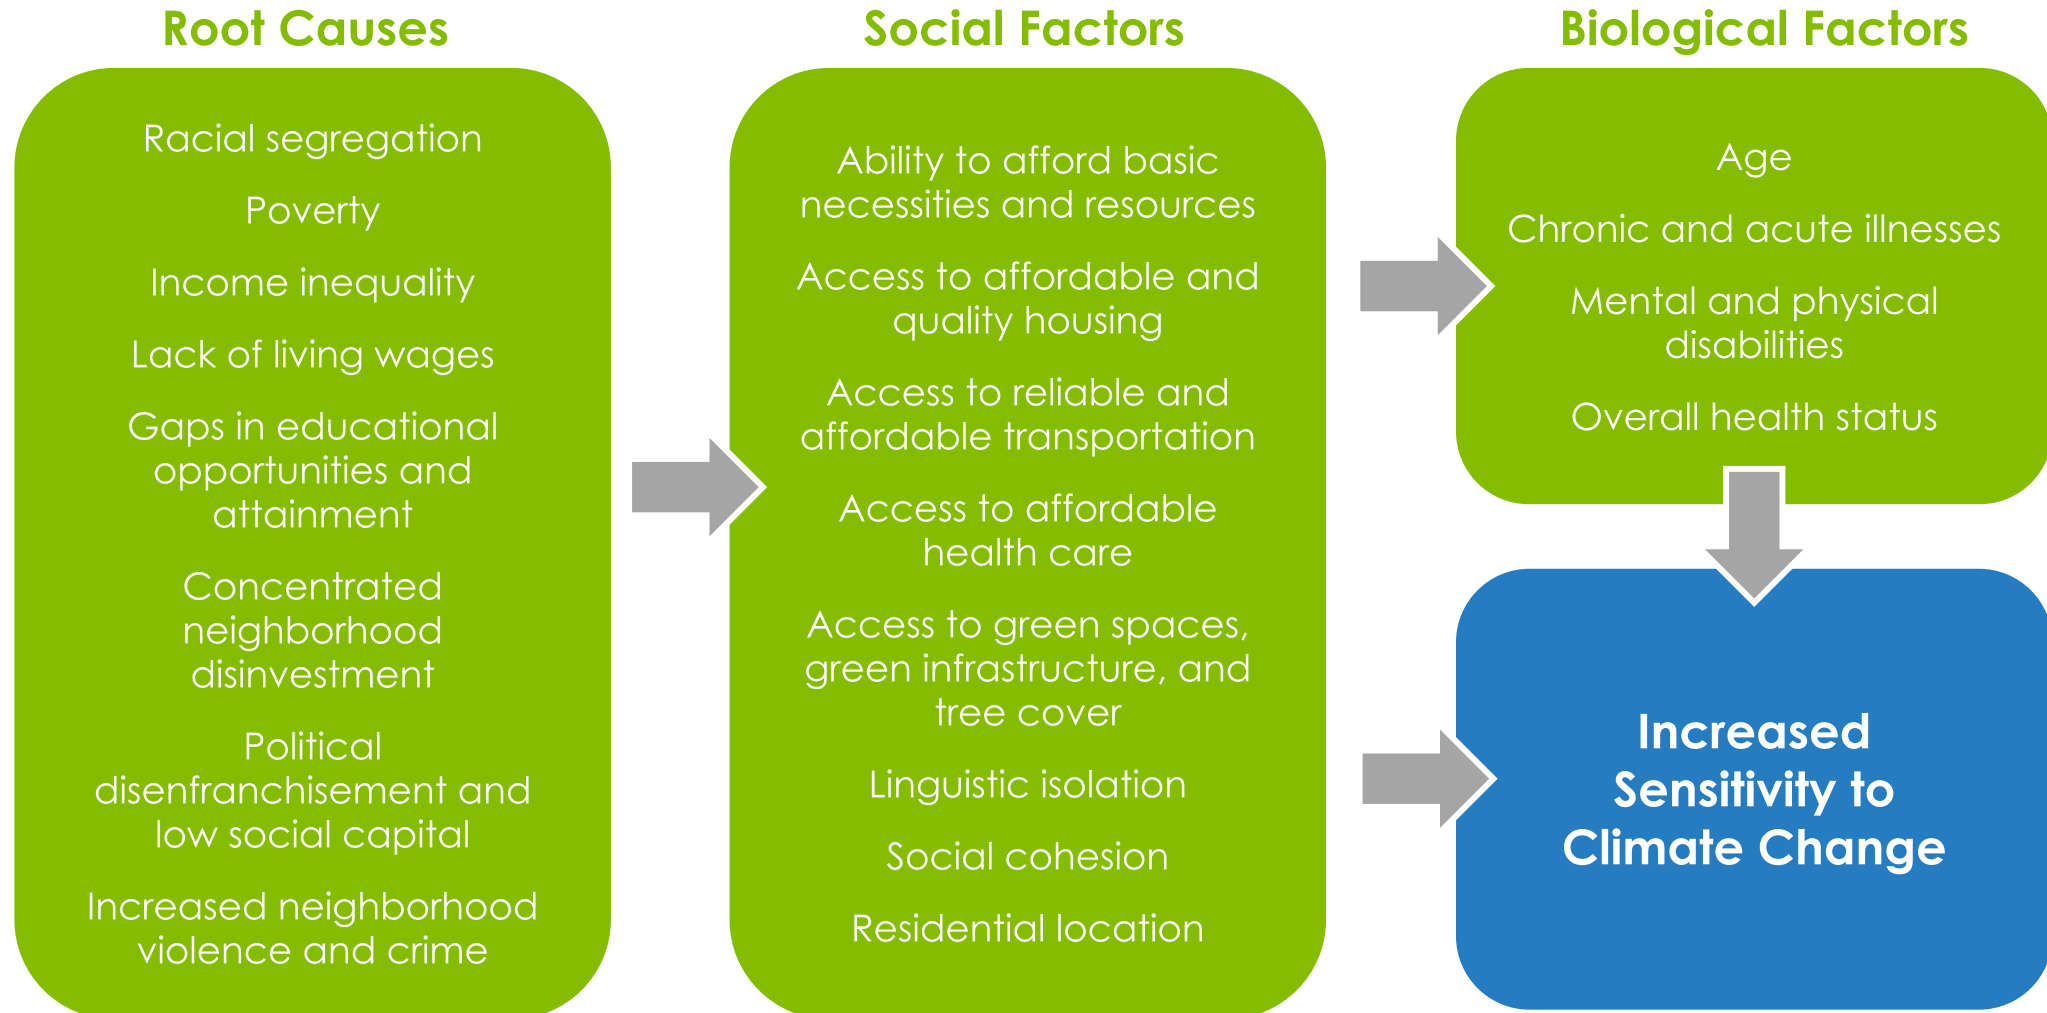 Root Causes
Racial segregation
Poverty
Income inequality
Lack of living wages
Gaps in educational
opportunities and
attainment
Concentrated
neighborhood
disinvestment
Political
disenfranchisement and
low social capital
Increased neighborhood
violence and crime
Social Factors
Ability to afford basic
necessities and resources
Access to affordable and
quality housing
Access to reliable and
affordable transportation
Access to affordable
health care
Access to green spaces,
green infrastructure, and
tree cover
Linguistic isolation
Social cohesion
Residential location
Biological Factors
Age
Chronic and acute illnesses
Mental and physical
disabilities
Overall health status
Increased
Sensitivity to
Climate Change